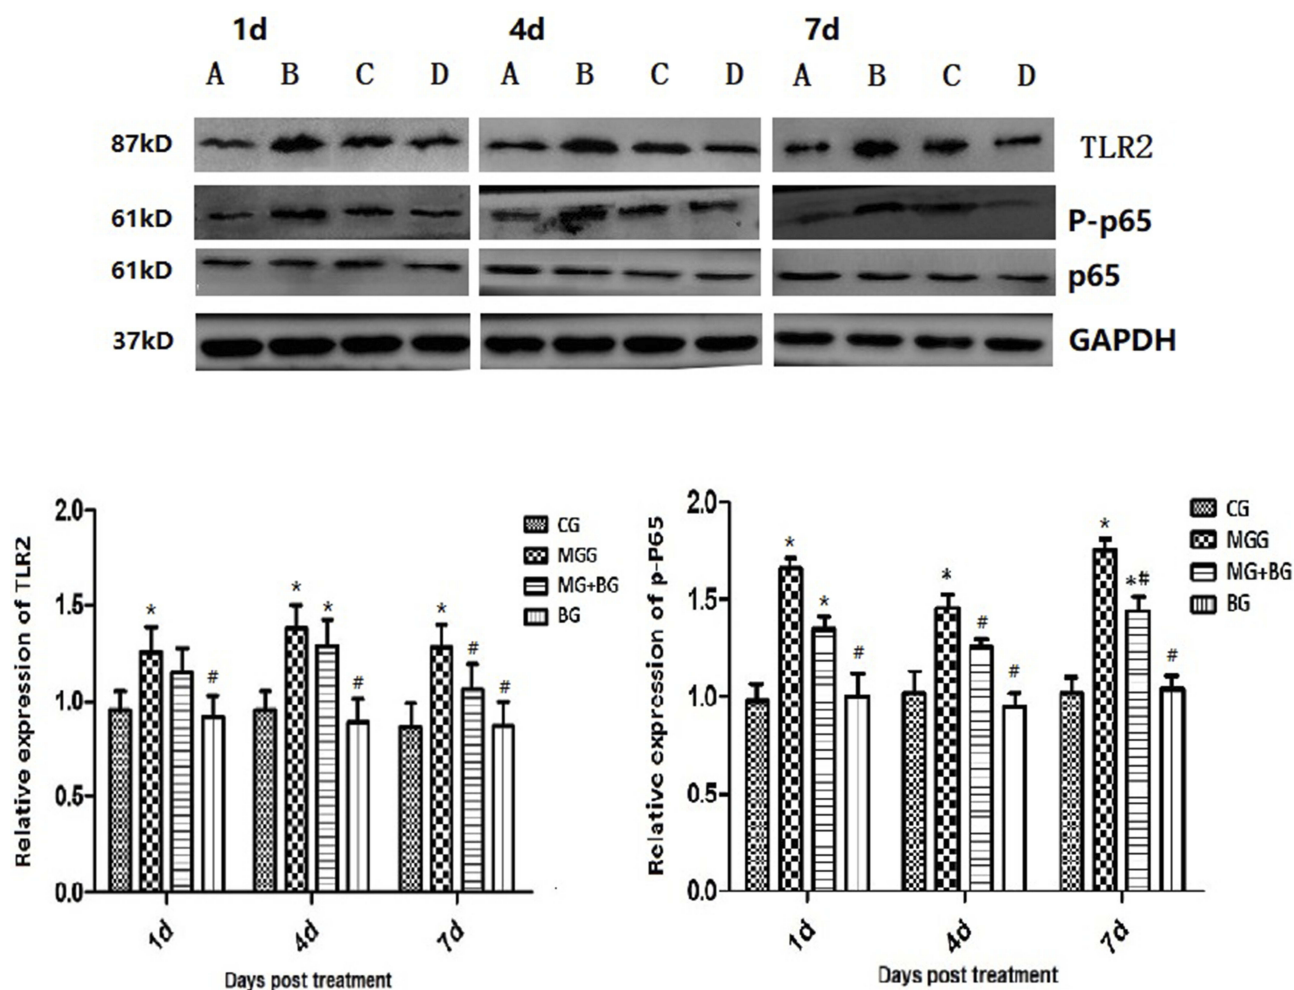 1d 4d 7d
A B C D A B C D A B C D
87kD TLR2
61kD P-p65
61kD p65
37kD GAPDH
Relative expression of TLR2
2.0
1.5
1.0
0.5
0.0
* # * * # * # #
CG
MGG
MG+BG
BG
1d 4d 7d
Days post treatment
Relative expression of p-P65
2.0
1.5
1.0
0.5
0.0
* * # * # # * *# #
CG
MGG
MG+BG
BG
1d 4d 7d
Days post treatment